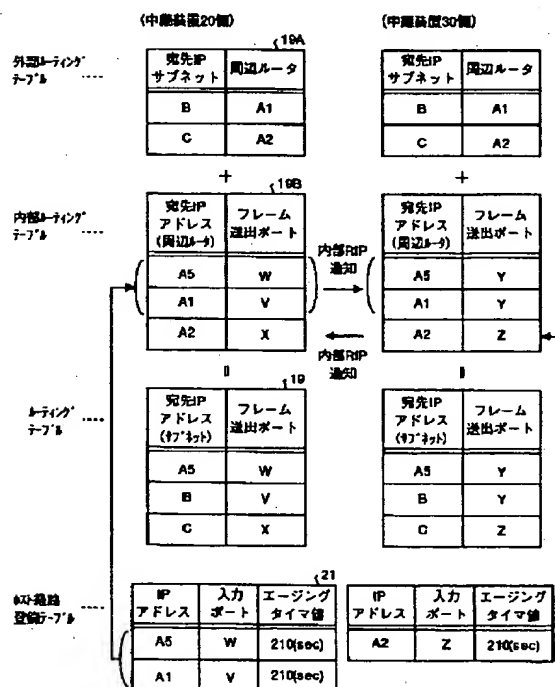 (中継装置20側)
(中継装置30側)
外部ルーティング
テーブル
19A
宛先IP
サブネット
周辺ルータ
B
A1
C
A2
宛先IP
サブネット
周辺ルータ
B
A1
C
A2
+
+
内部ルーティング
テーブル
19B
宛先IP
アドレス
(周辺ルータ)
フレーム
送出ポート
A5
W
A1
V
A2
X
内部RIP
通知
内部RIP
通知
宛先IP
アドレス
(周辺ルータ)
フレーム
送出ポート
A5
Y
A1
Y
A2
Z
ルーティング
テーブル
19
宛先IP
アドレス
(サブネット)
フレーム
送出ポート
A5
W
B
V
C
X
宛先IP
アドレス
(サブネット)
フレーム
送出ポート
A5
Y
B
Y
C
Z
ホスト経路
登録テーブル
21
IP
アドレス
入力
ポート
エージング
タイマ値
A5
W
210(sec)
A1
V
210(sec)
IP
アドレス
入力
ポート
エージング
タイマ値
A2
Z
210(sec)